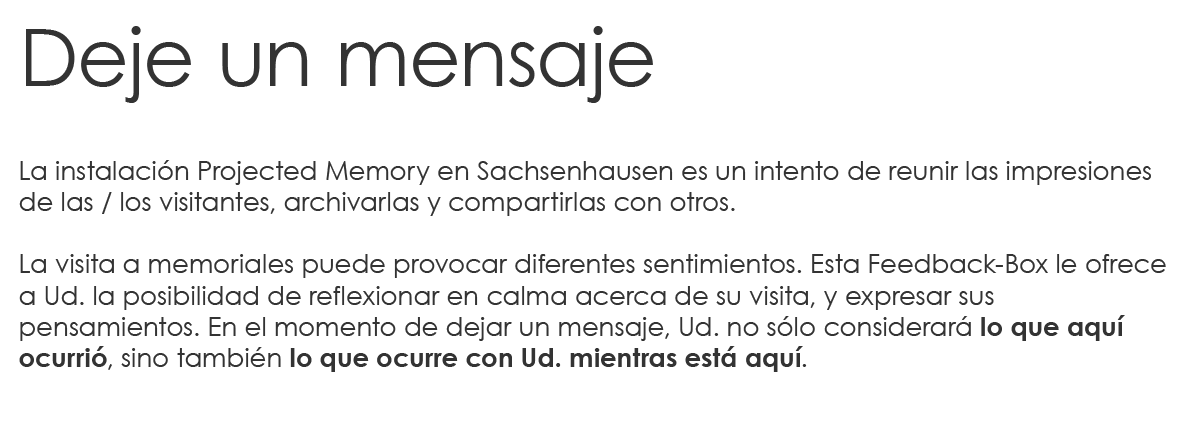 Deje un mensaje
La instalación Projected Memory en Sachsenhausen es un intento de reunir las impresiones
de las / los visitantes, archivarlas y compartirlas con otros.
La visita a memoriales puede provocar diferentes sentimientos. Esta Feedback-Box le ofrece
a Ud. la posibilidad de reflexionar en calma acerca de su visita, y expresar sus
pensamientos. En el momento de dejar un mensaje, Ud. no sólo considerará lo que aquí
ocurrió, sino también lo que ocurre con Ud. mientras está aquí.